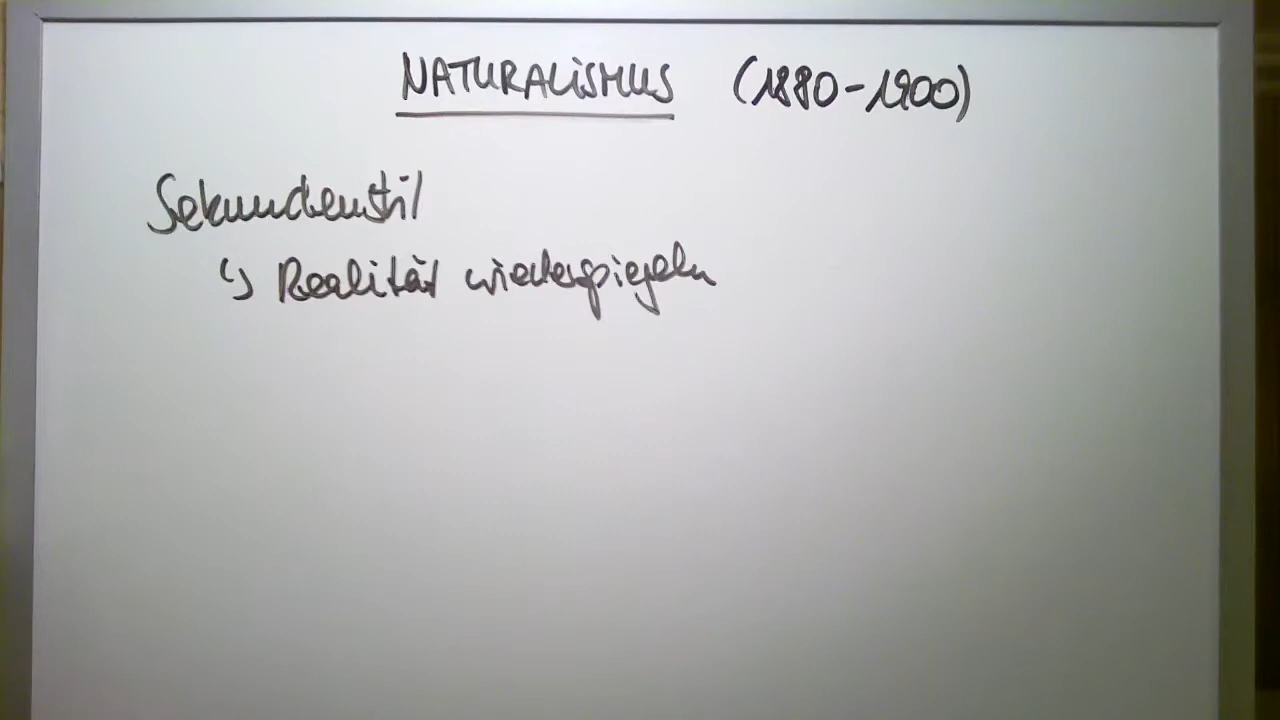 NATURALiSMUS (1880-1900)
Sekundenstil
↳ Realität wiederspiegeln